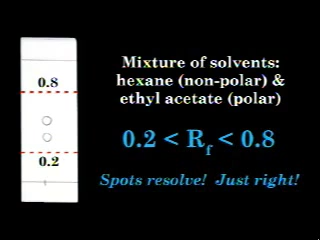 0.8
0.2
Mixture of solvents:
hexane (non-polar) &
ethyl acetate (polar)
0.2 < Rf < 0.8
Spots resolve! Just right!